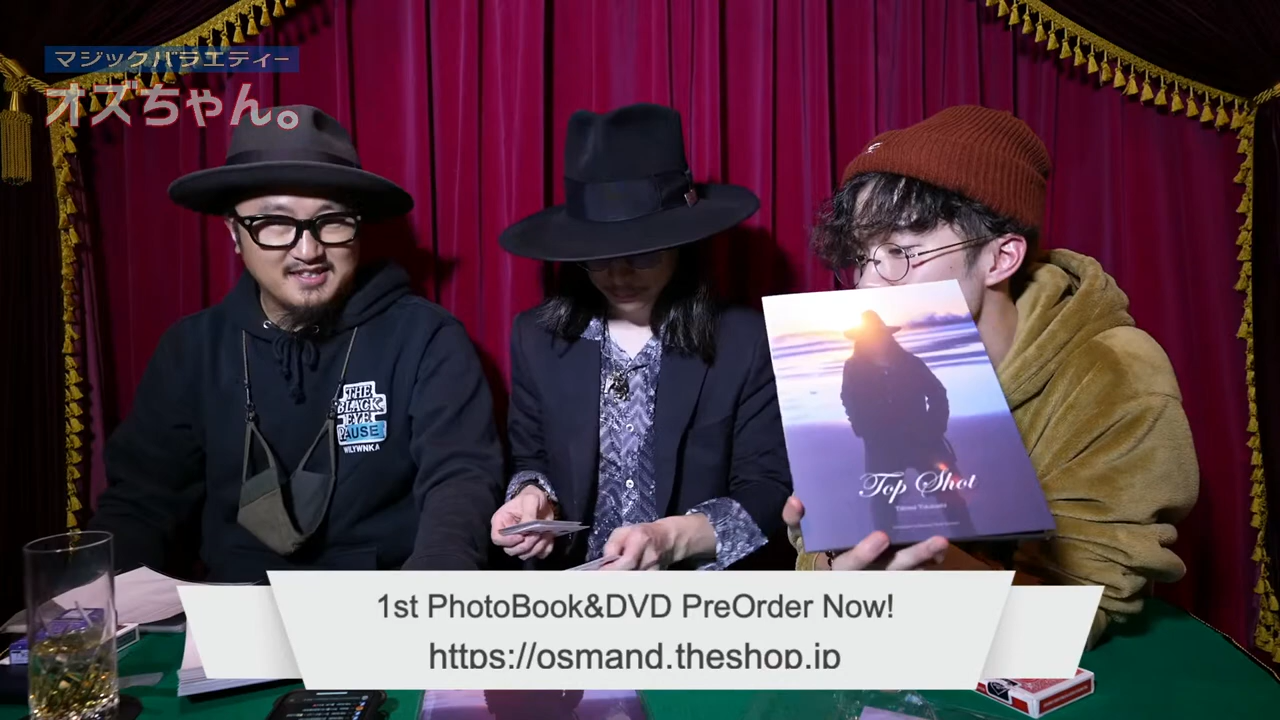 マジックバラエティー
オズちゃん。
THE
BLACK
EYE
PAUSE
WILYWNKA
Top Shot
1st PhotoBook&DVD PreOrder Now!
https://osmand.theshop.jp